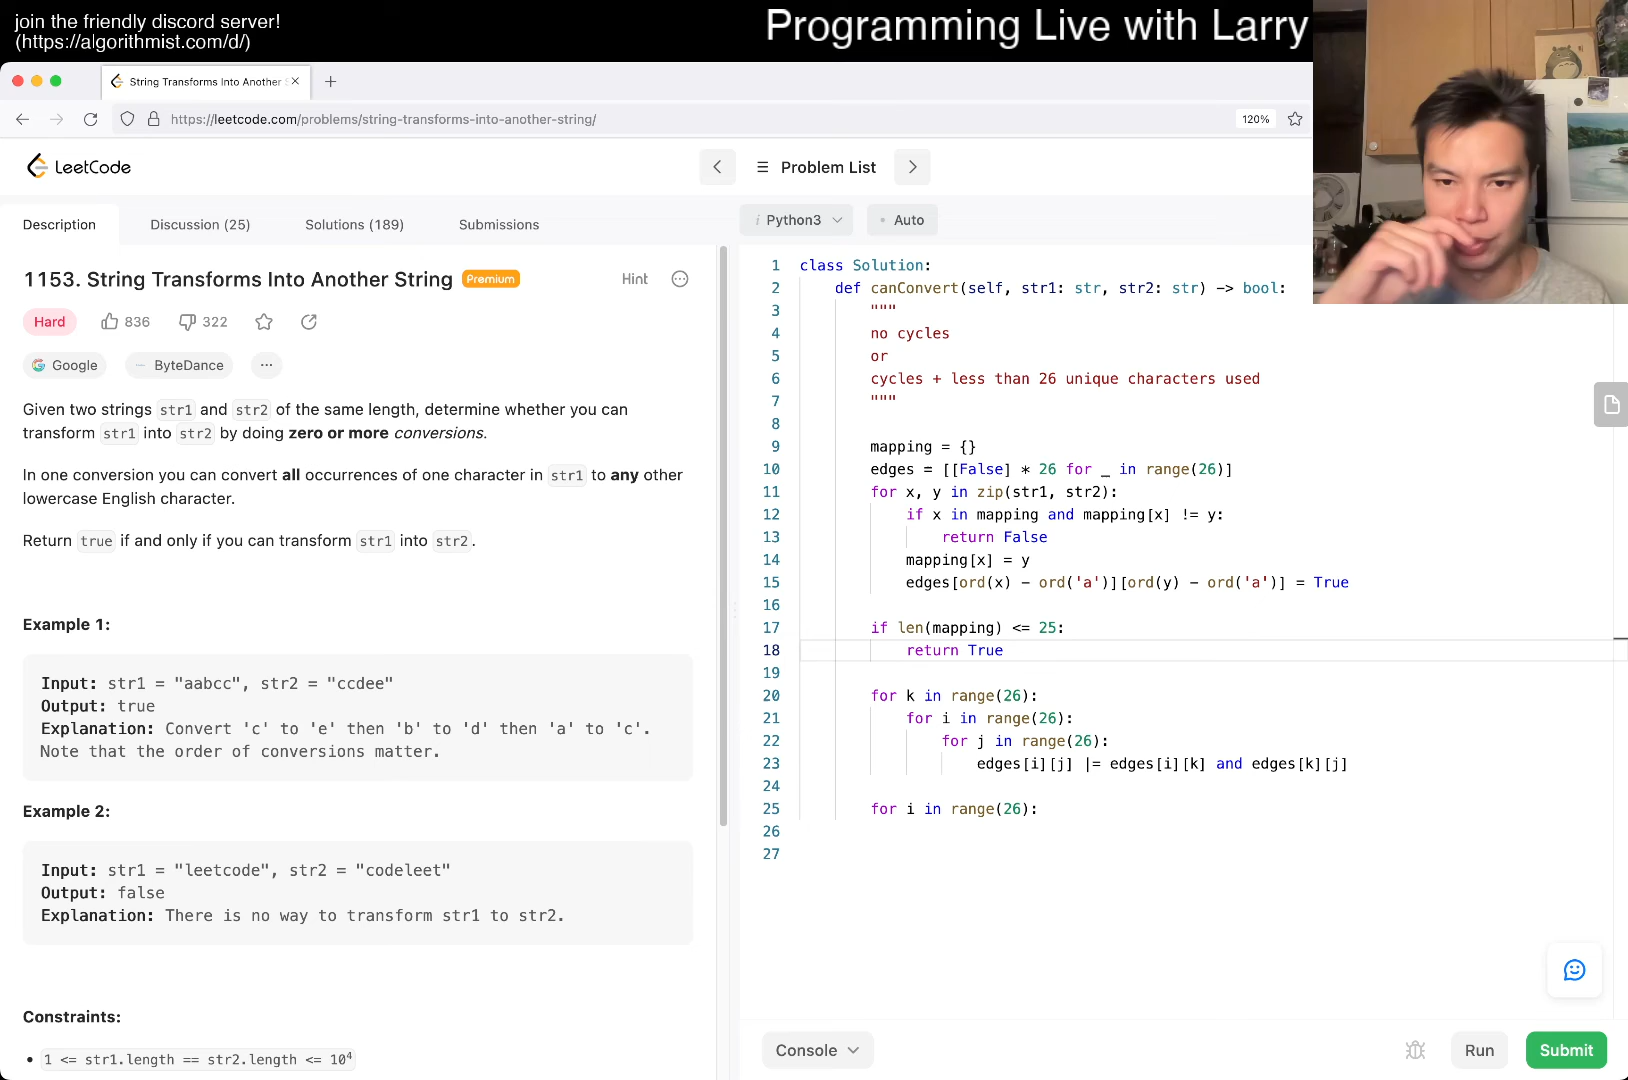 join the friendly discord server!
(https://algorithmist.com/d/)
Programming Live with Larry
String Transforms Into Another S
https://leetcode.com/problems/string-transforms-into-another-string/
120%
LeetCode
Problem List
Description
Discussion (25)
Solutions (189)
Submissions
i Python3
Auto
1153. String Transforms Into Another String
Premium
Hint
Hard
836
322
Google
ByteDance
Given two strings str1 and str2 of the same length, determine whether you can
transform str1 into str2 by doing zero or more conversions.
In one conversion you can convert all occurrences of one character in str1 to any other
lowercase English character.
Return true if and only if you can transform str1 into str2.
Example 1:
Input: str1 = "aabcc", str2 = "ccdee"
Output: true
Explanation: Convert 'c' to 'e' then 'b' to 'd' then 'a' to 'c'.
Note that the order of conversions matter.
Example 2:
Input: str1 = "leetcode", str2 = "codeleet"
Output: false
Explanation: There is no way to transform str1 to str2.
Constraints:
• 1 <= str1.length == str2.length <= 10⁴
1 class Solution:
2 def canConvert(self, str1: str, str2: str) -> bool:
3 """
4 no cycles
5 or
6 cycles + less than 26 unique characters used
7 """
8
9 mapping = {}
10 edges = [[False] * 26 for _ in range(26)]
11 for x, y in zip(str1, str2):
12 if x in mapping and mapping[x] != y:
13 return False
14 mapping[x] = y
15 edges[ord(x) - ord('a')][ord(y) - ord('a')] = True
16
17 if len(mapping) <= 25:
18 return True
19
20 for k in range(26):
21 for i in range(26):
22 for j in range(26):
23 edges[i][j] |= edges[i][k] and edges[k][j]
24
25 for i in range(26):
26
27
Console
Run
Submit